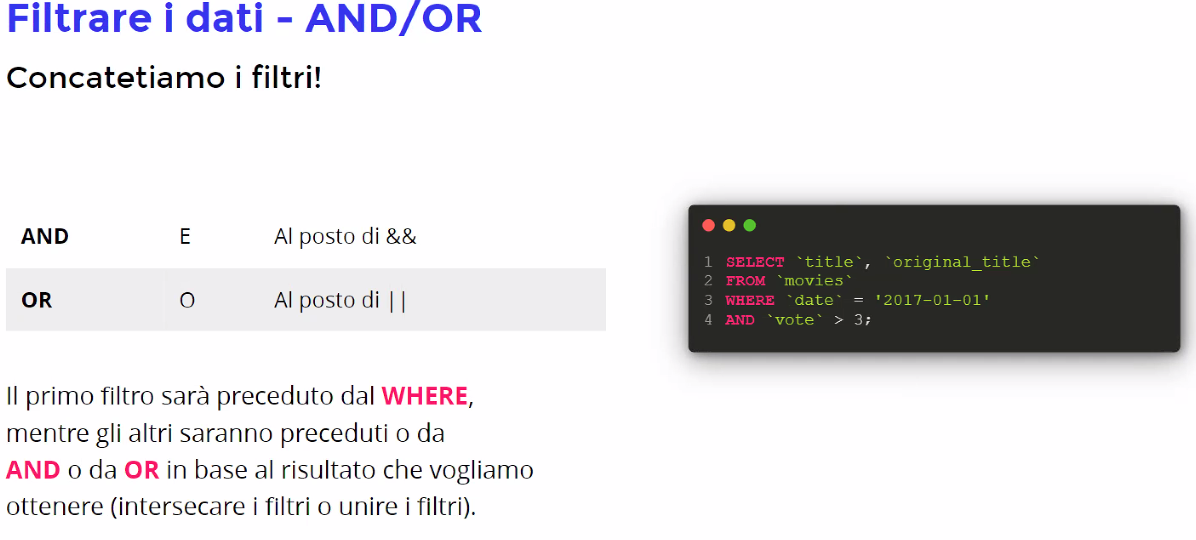 Filtrare i dati - AND/OR
Concatetiamo i filtri!
AND E Al posto di &&
OR O Al posto di ||
Il primo filtro sarà preceduto dal WHERE,
mentre gli altri saranno preceduti o da
AND o da OR in base al risultato che vogliamo
ottenere (intersecare i filtri o unire i filtri).
1 SELECT `title`, `original_title`
2 FROM `movies`
3 WHERE `date` = '2017-01-01'
4 AND `vote` > 3;